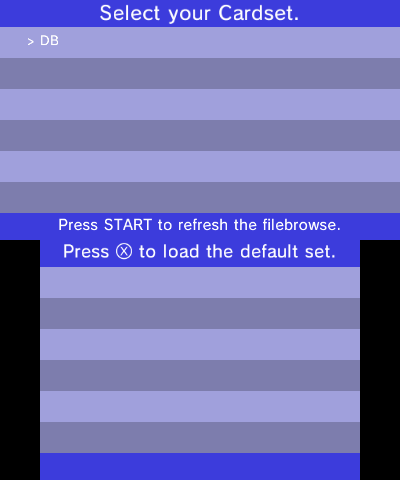 Select your Cardset.
> DB
Press START to refresh the filebrowse.
Press Ⓧ to load the default set.